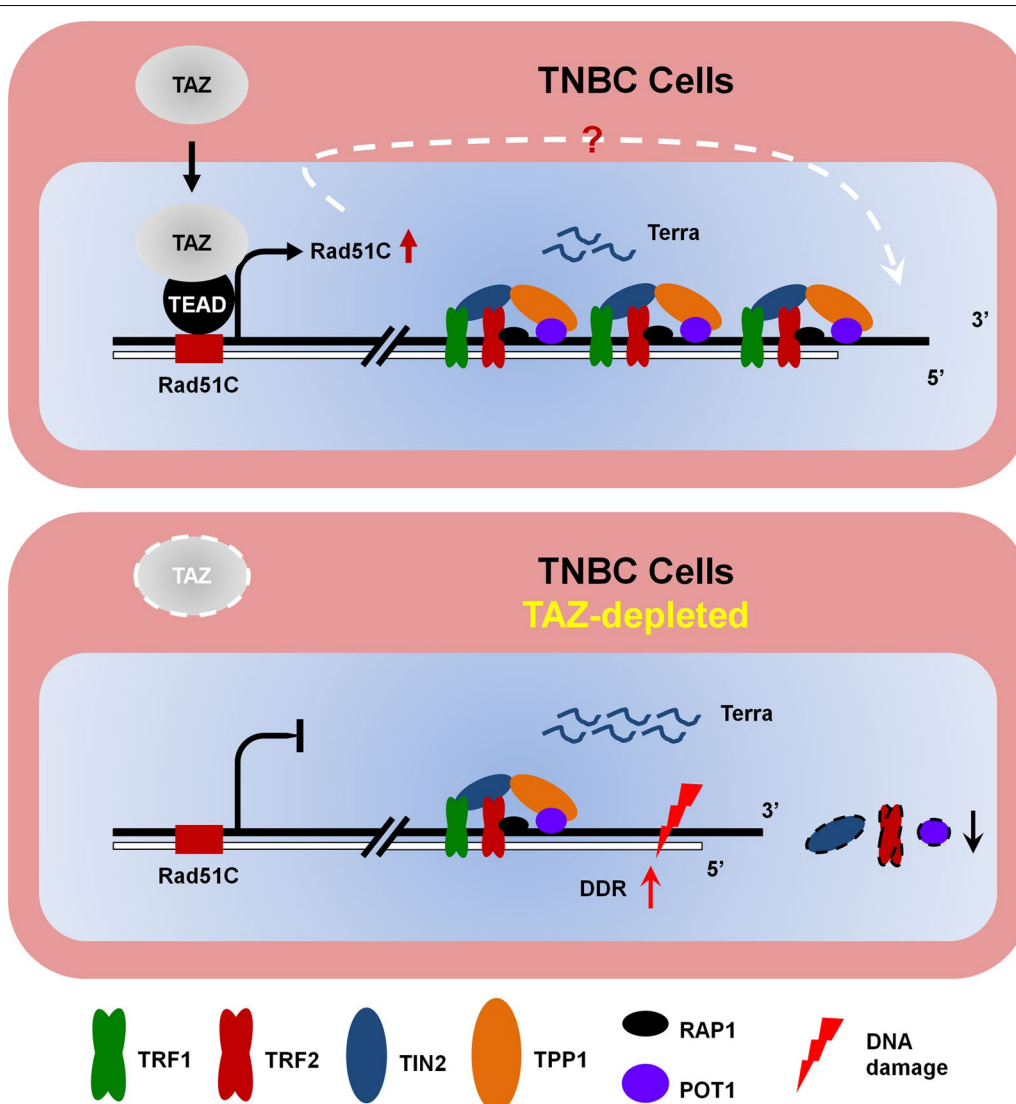 TAZ
TNBC Cells
?
TAZ
Terra
Rad51C
TEAD
3’
Rad51C
5’
TAZ
TNBC Cells
TAZ-depleted
Terra
3’
Rad51C
5’
DDR
TRF1
TRF2
TIN2
TPP1
RAP1
POT1
DNA
damage